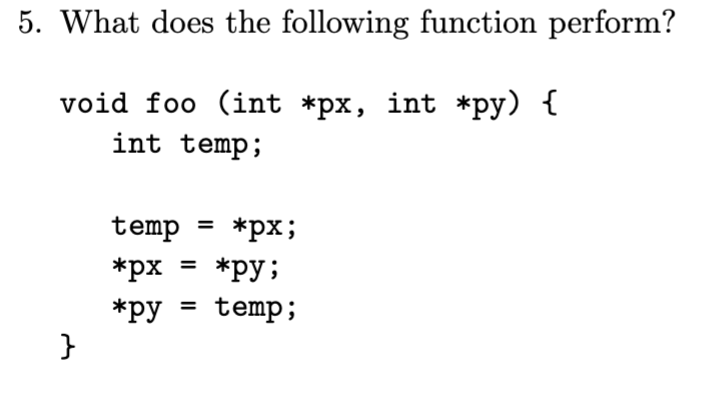 5. What does the following function perform?
void foo (int *px, int *py) {
int temp;
temp = *px;
*px = *py;
*py = temp;
}